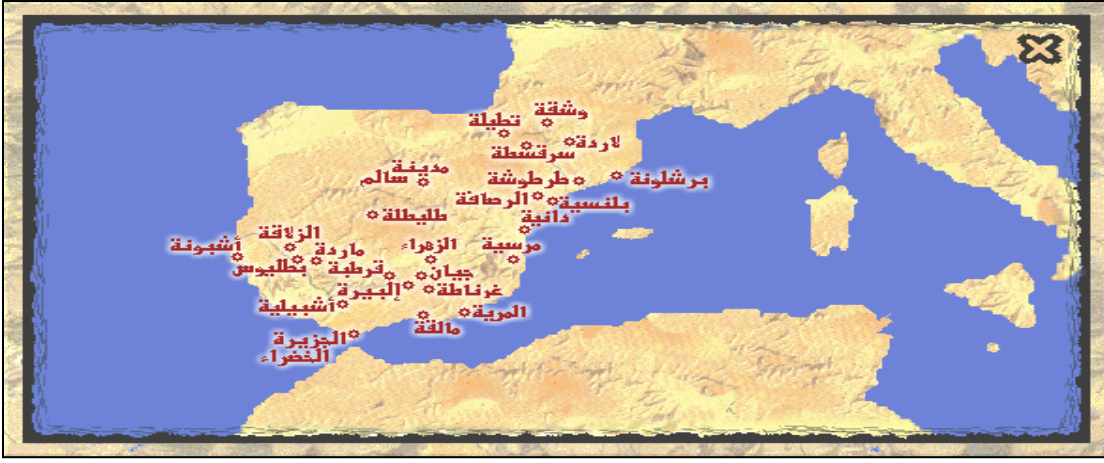 وشقة
تطيلة
لاردة
سرقسطة
مدينة
سالم
طرطوشة
برشلونة
الرصافة
بلنسية
دانية
طليطلة
الزلاقة
أشبونة
ماردة
الزهراء
مرسية
بطليوس
قرطبة
جيان
إلبيرة
غرناطة
أشبيلية
المرية
مالقة
الجزيرة
الخضراء